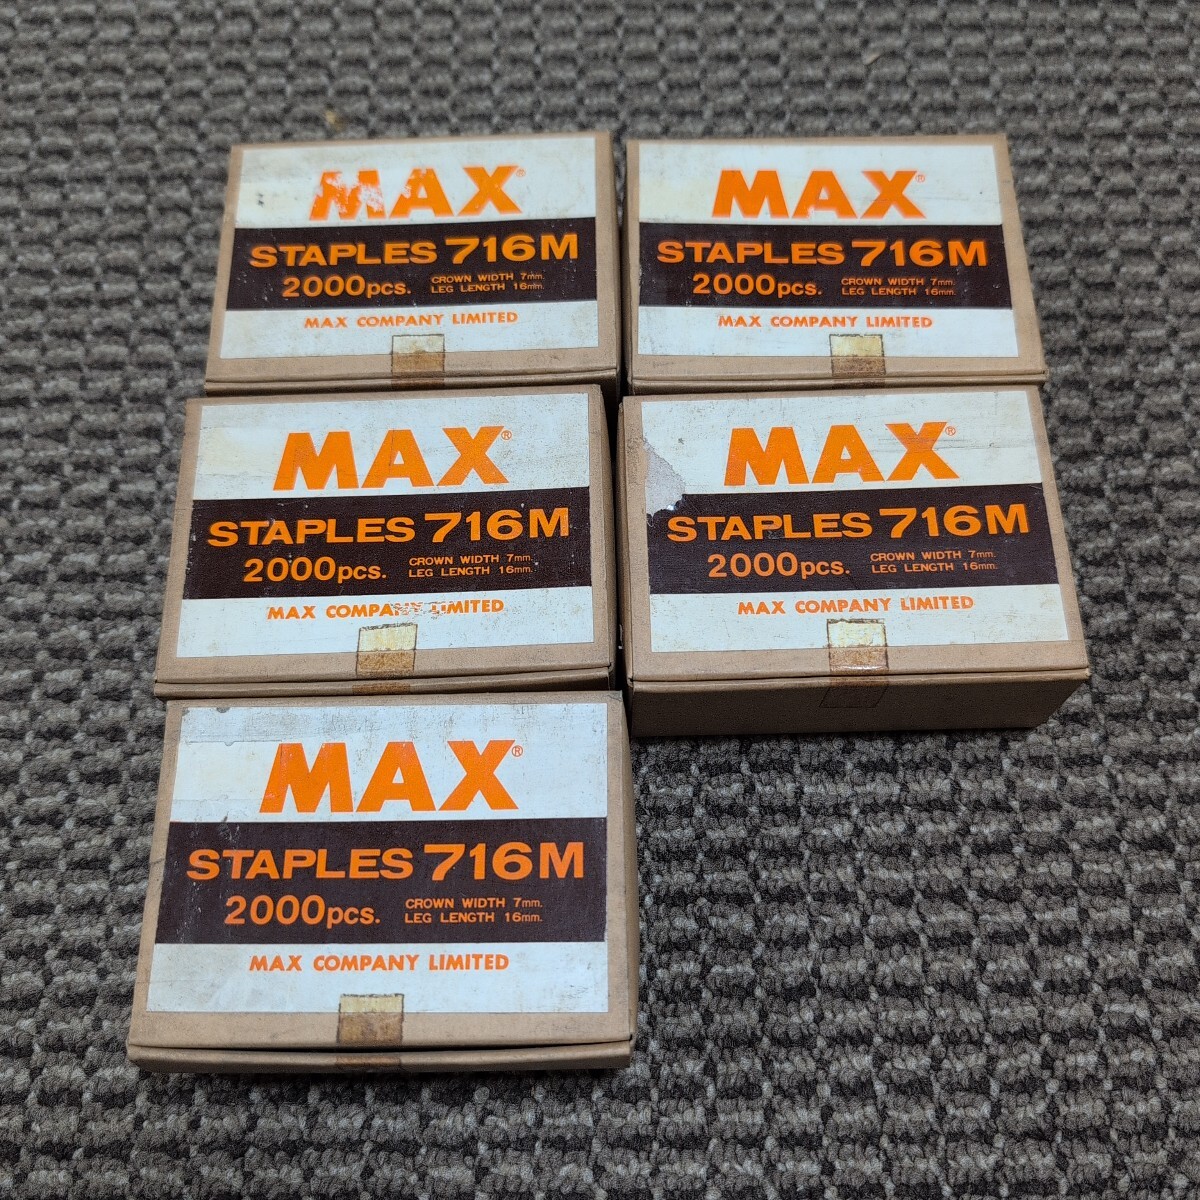 MAX®
STAPLES 716M
2000pcs. CROWN WIDTH 7mm.
LEG LENGTH 16mm.
MAX COMPANY LIMITED
MAX®
STAPLES 716M
2000pcs. CROWN WIDTH 7mm.
LEG LENGTH 16mm.
MAX COMPANY LIMITED
MAX®
STAPLES 716M
2000pcs. CROWN WIDTH 7mm.
LEG LENGTH 16mm.
MAX COMPANY LIMITED
MAX®
STAPLES 716M
2000pcs. CROWN WIDTH 7mm.
LEG LENGTH 16mm.
MAX COMPANY LIMITED
MAX®
STAPLES 716M
2000pcs. CROWN WIDTH 7mm.
LEG LENGTH 16mm.
MAX COMPANY LIMITED